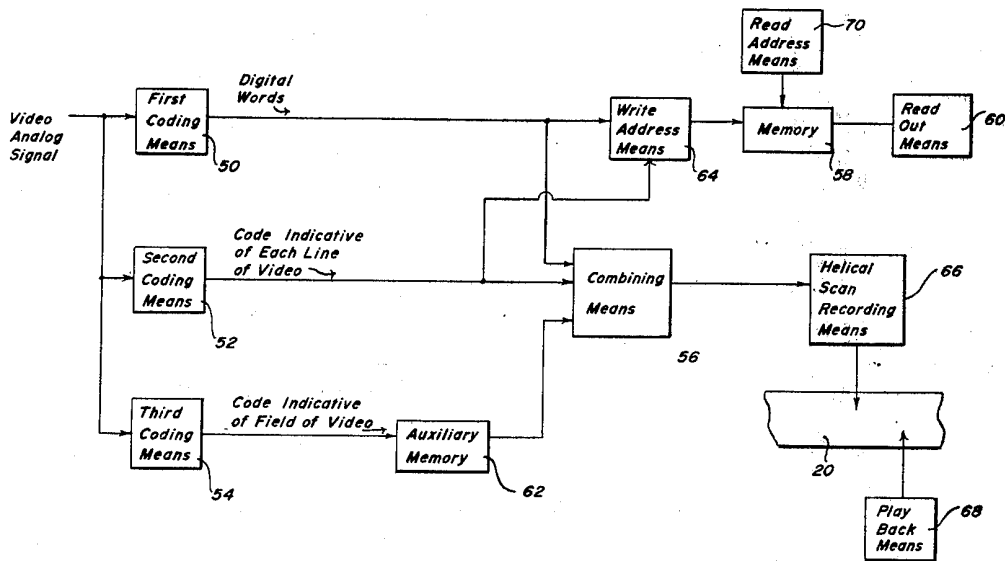 70
Read
Address
Means
Digital
Words
First
Coding
Means
50
Video
Analog
Signal
Write
Address
Means
64
Memory
58
Read
Out
Means
60
Code Indicative
of Each Line
of Video
Second
Coding
Means
52
Combining
Means
56
Helical
Scan
Recording
Means
66
Code Indicative
of Field of Video
Third
Coding
Means
54
Auxiliary
Memory
62
20
Play
Back
Means
68